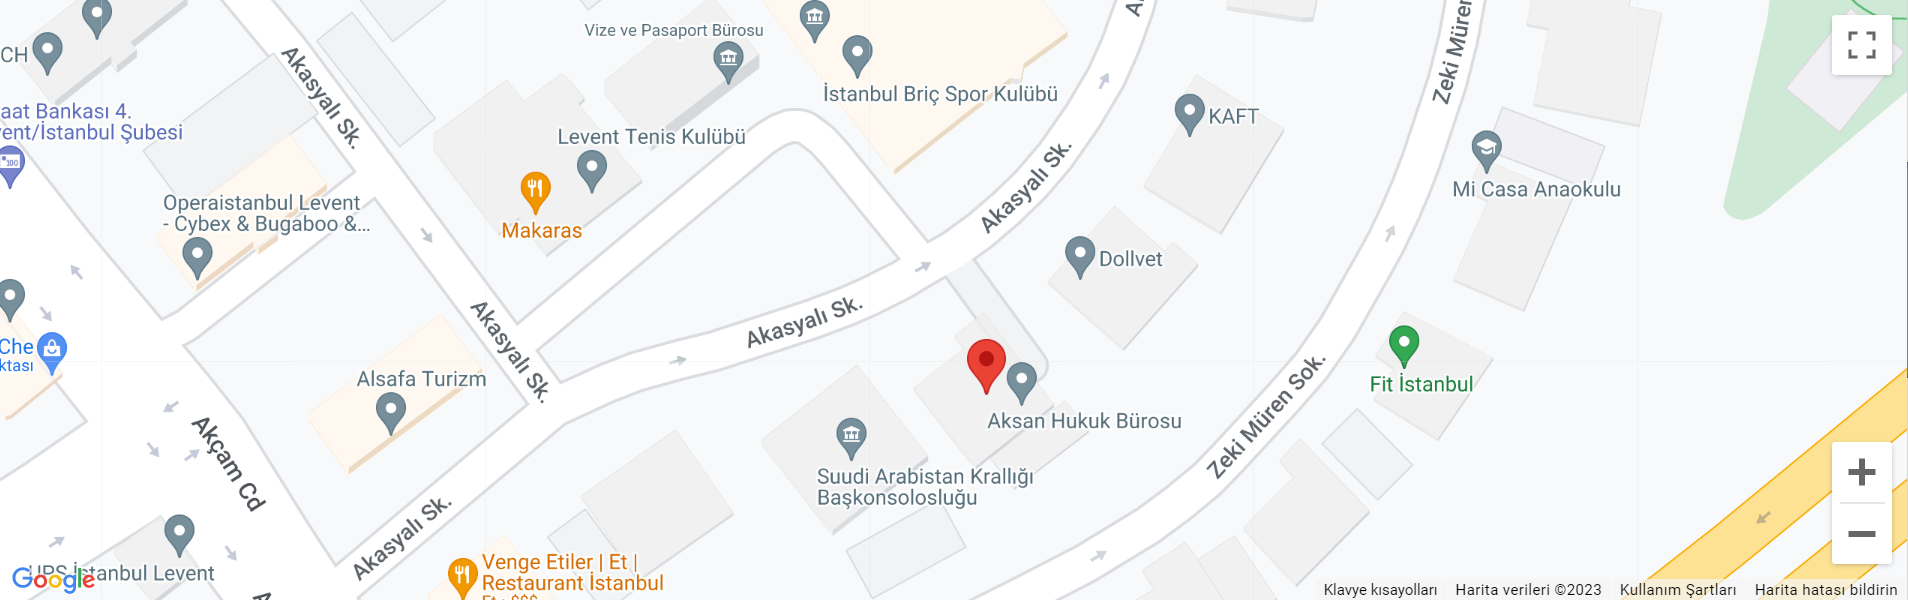 Vize ve Pasaport Bürosu
CH
İstanbul Briç Spor Kulübü
Akasyalı Sk.
Zeki Müren
KAFT
aat Bankası 4.
vent/İstanbul Şubesi
Levent Tenis Kulübü
Akasyalı Sk.
Mi Casa Anaokulu
Operaistanbul Levent
- Cybex & Bugaboo &...
Makaras
Dollvet
Akasyalı Sk.
Akasyalı Sk.
Che
ktası
Alsafa Turizm
Fit İstanbul
Zeki Müren Sok.
Aksan Hukuk Bürosu
Akçam Cd
Suudi Arabistan Krallığı
Başkonsolosluğu
Akasyalı Sk.
Venge Etiler | Et |
Restaurant İstanbul
Et • $$$
UPS İstanbul Levent
Google
Klavye kısayolları
Harita verileri ©2023
Kullanım Şartları
Harita hatası bildirin